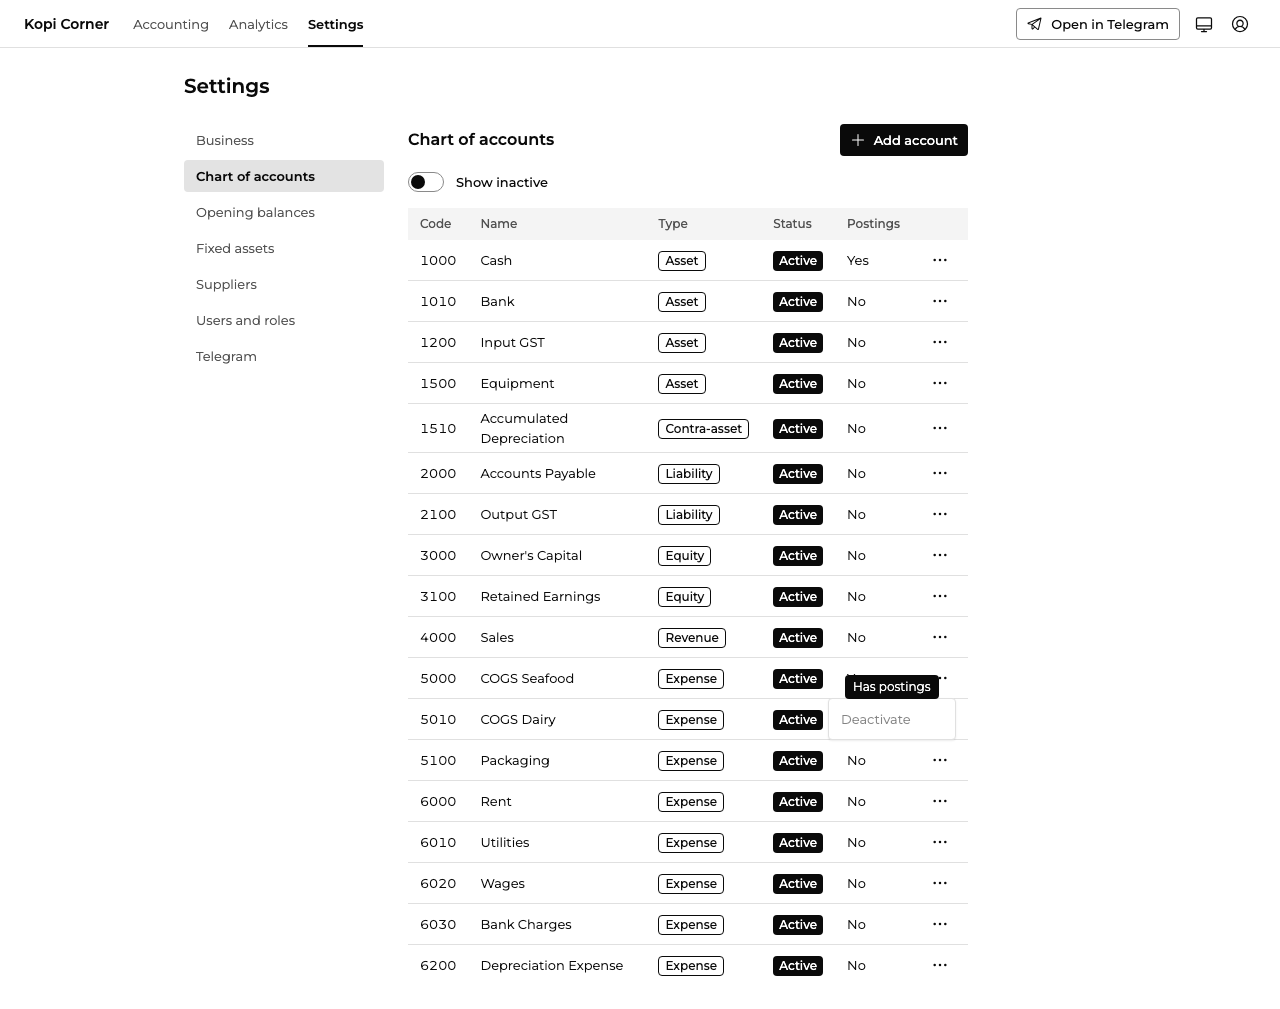 Kopi Corner Accounting Analytics Settings Open in Telegram
Settings
Business
Chart of accounts
Opening balances
Fixed assets
Suppliers
Users and roles
Telegram
Chart of accounts Add account
Show inactive
Code Name Type Status Postings
1000 Cash Asset Active Yes
1010 Bank Asset Active No
1200 Input GST Asset Active No
1500 Equipment Asset Active No
1510 Accumulated Depreciation Contra-asset Active No
2000 Accounts Payable Liability Active No
2100 Output GST Liability Active No
3000 Owner's Capital Equity Active No
3100 Retained Earnings Equity Active No
4000 Sales Revenue Active No
5000 COGS Seafood Expense Active
Has postings
5010 COGS Dairy Expense Active Deactivate
5100 Packaging Expense Active No
6000 Rent Expense Active No
6010 Utilities Expense Active No
6020 Wages Expense Active No
6030 Bank Charges Expense Active No
6200 Depreciation Expense Expense Active No